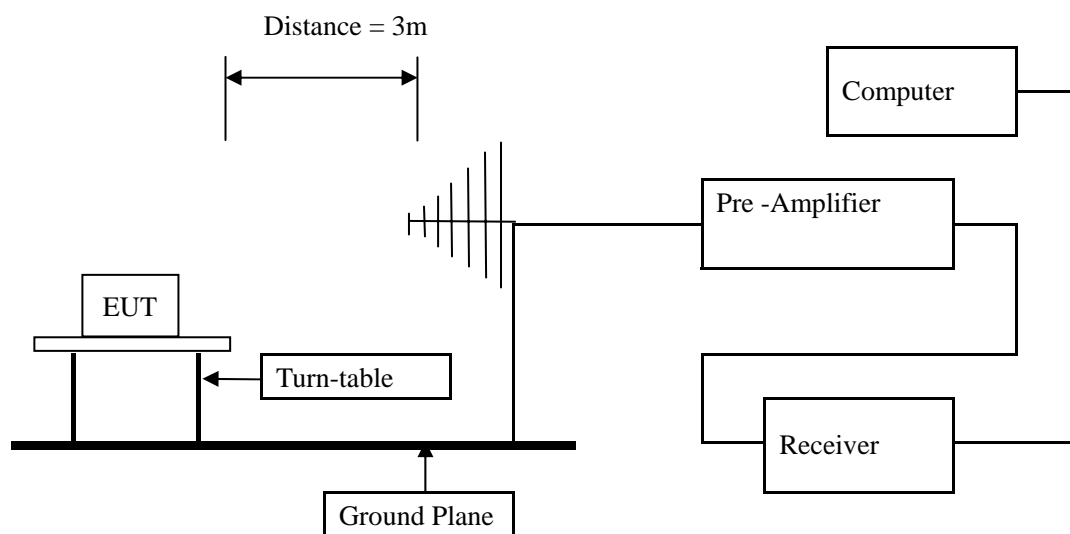 Distance = 3m
Computer
Pre -Amplifier
EUT
Turn-table
Receiver
Ground Plane